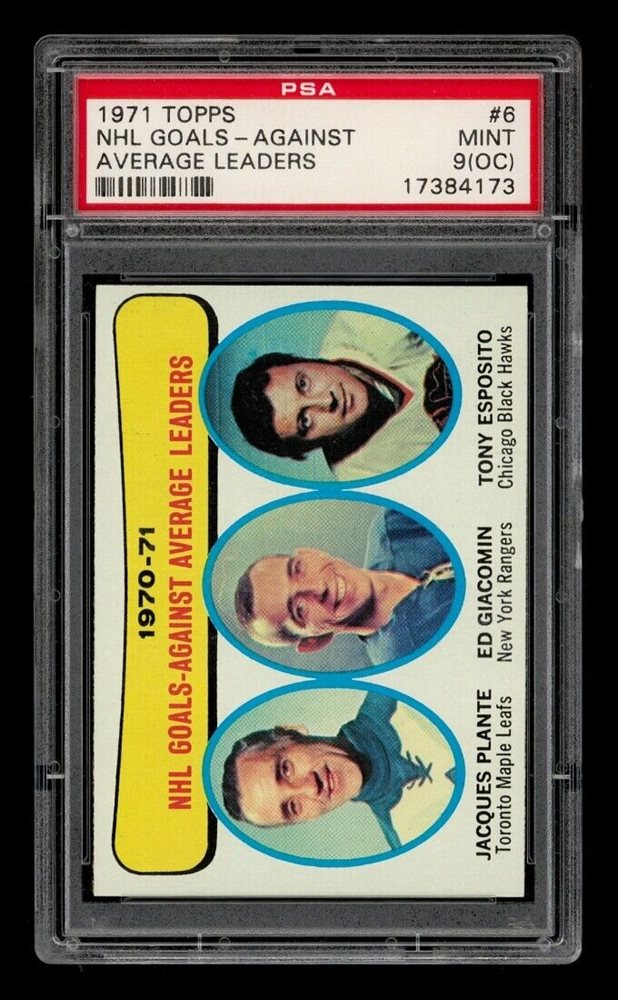 PSA
1971 TOPPS #6
NHL GOALS - AGAINST MINT
AVERAGE LEADERS 9(OC)
17384173
1970-71
NHL GOALS-AGAINST AVERAGE LEADERS
JACQUES PLANTE
Toronto Maple Leafs
ED GIACOMIN
New York Rangers
TONY ESPOSITO
Chicago Black Hawks